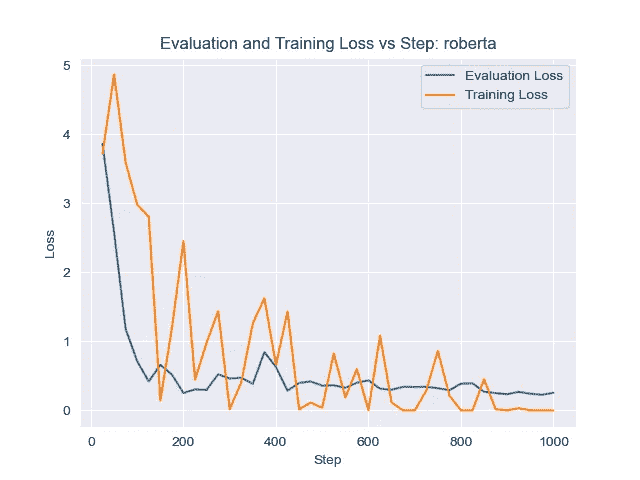 Evaluation and Training Loss vs Step: roberta
Evaluation Loss
Training Loss
5
4
3
2
1
0
Loss
0 200 400 600 800 1000
Step